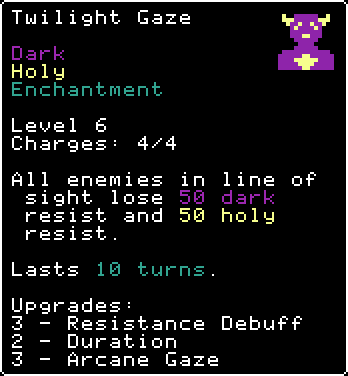 Twilight Gaze
Dark
Holy
Enchantment
Level 6
Charges: 4/4
All enemies in line of
sight lose 50 dark
resist and 50 holy
resist.
Lasts 10 turns.
Upgrades:
3 - Resistance Debuff
2 - Duration
3 - Arcane Gaze